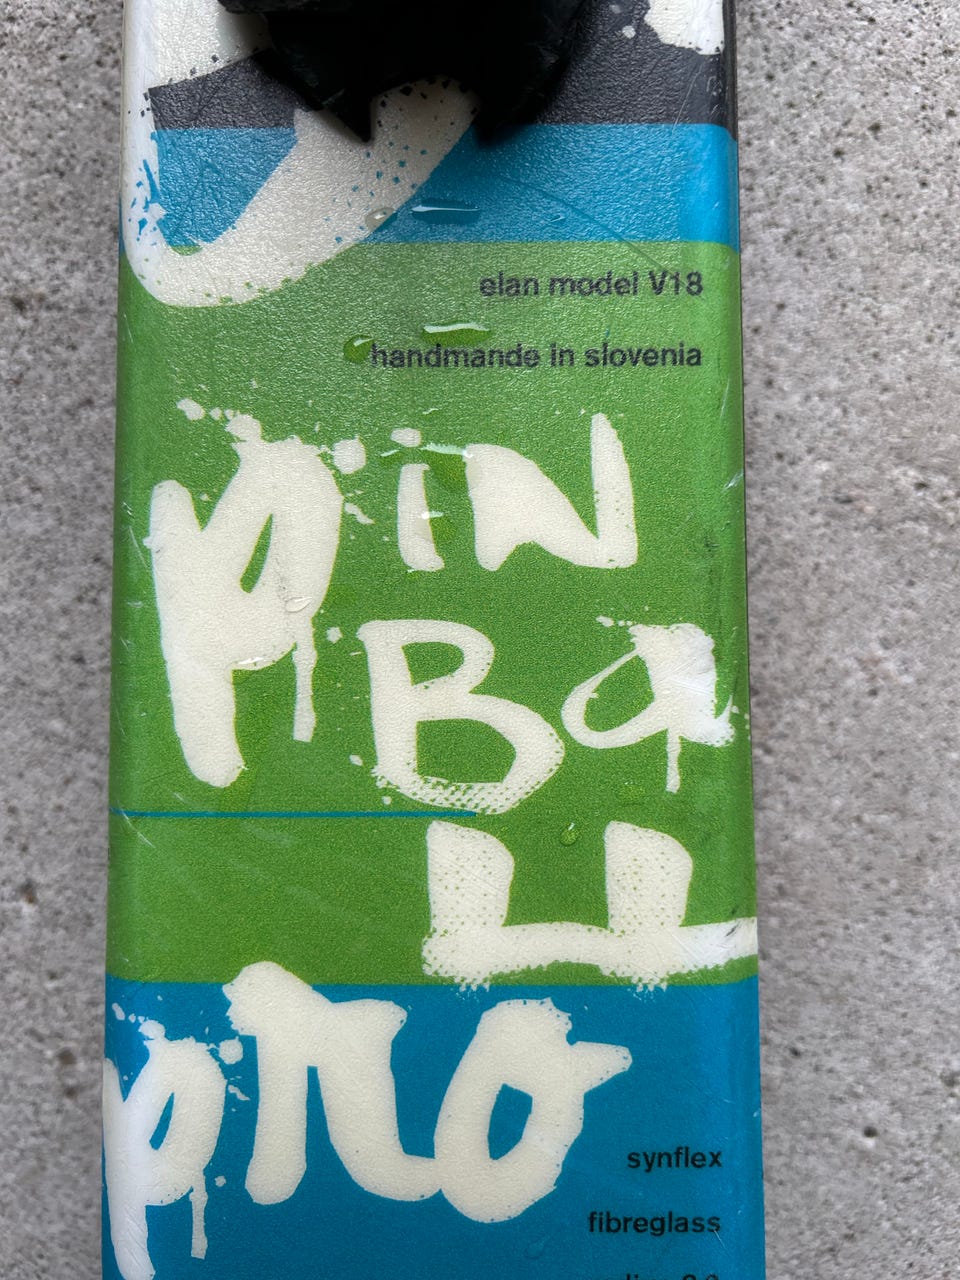 elan model V18
handmande in slovenia
piN
Ba
LL
pro
synflex
fibreglass